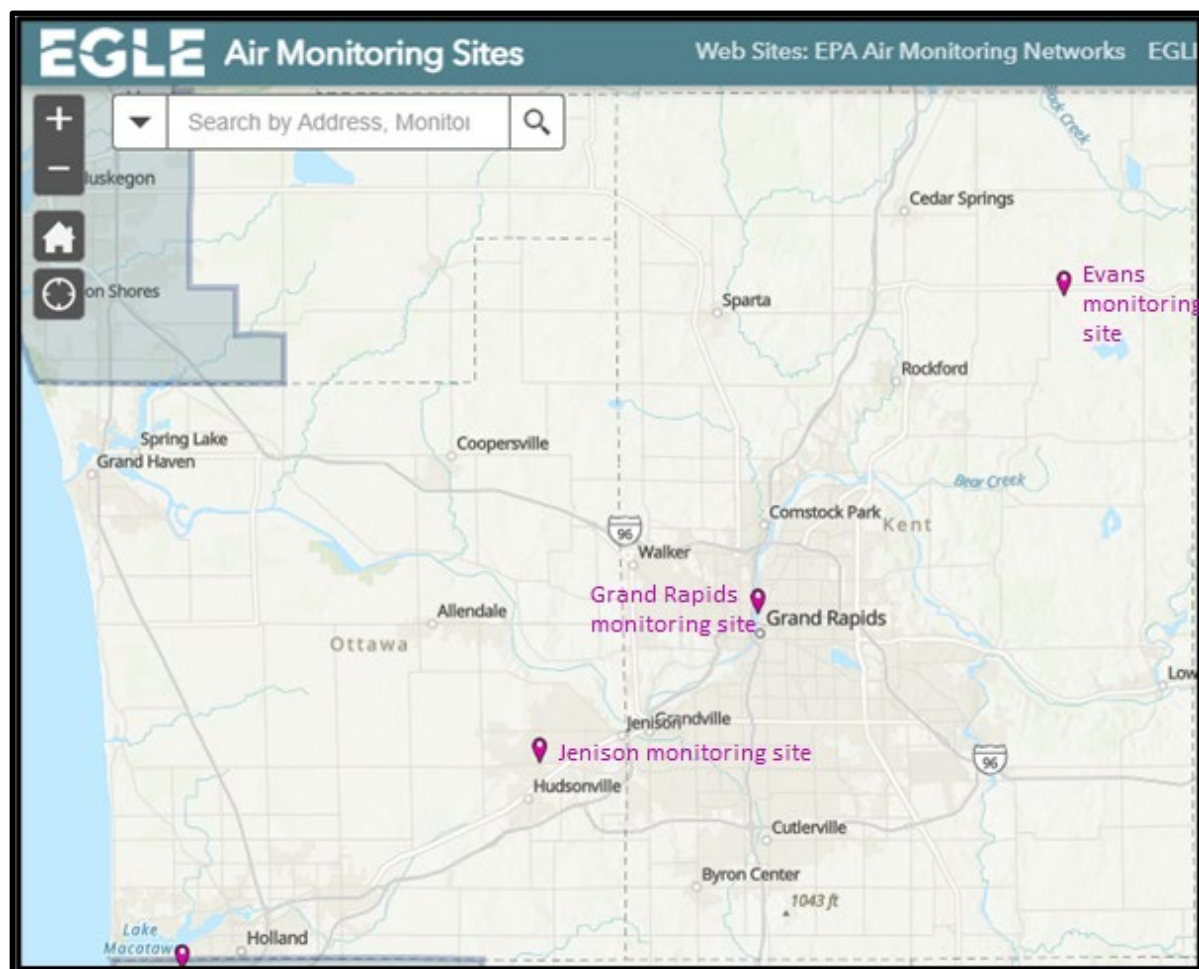 EGLE Air Monitoring Sites
Web Sites: EPA Air Monitoring Networks EGL
Search by Address, Monitor
uskegon
Cedar Springs
on Shores
Evans
monitoring
site
Sparta
Rockford
Spring Lake
Grand Haven
Coopersville
Bear Creek
Comstock Park
Kent
96
Walker
Grand Rapids
monitoring site
Grand Rapids
Allendale
Ottawa
Low
Jenison
Grandville
Jenison monitoring site
96
Hudsonville
Cutlerville
Byron Center
1043 ft
Lake
Macatawa
Holland